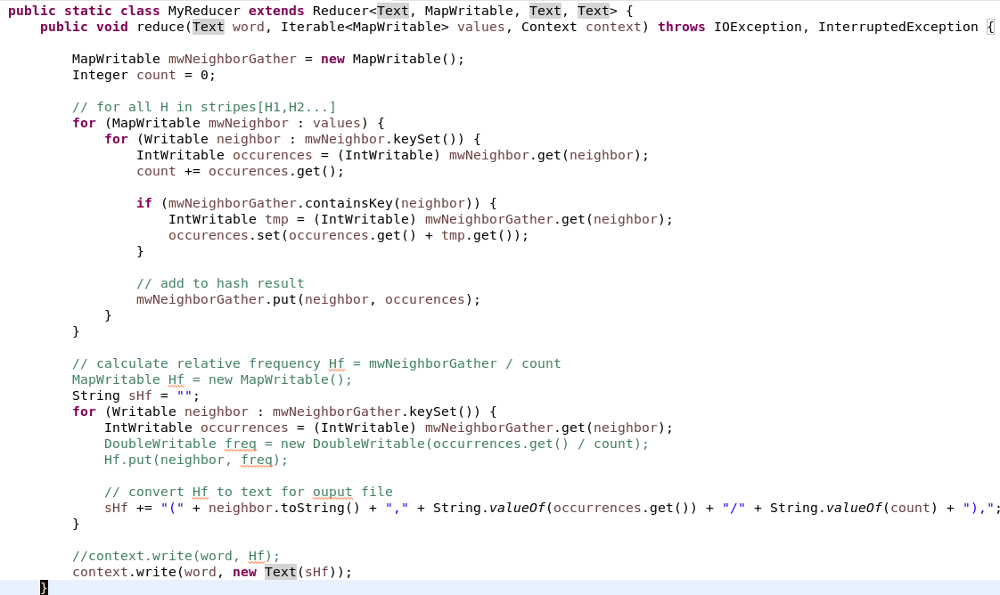 public static class MyReducer extends Reducer<Text, MapWritable, Text, Text> {
    public void reduce(Text word, Iterable<MapWritable> values, Context context) throws IOException, InterruptedException {

        MapWritable mwNeighborGather = new MapWritable();
        Integer count = 0;

        // for all H in stripes[H1,H2...]
        for (MapWritable mwNeighbor : values) {
            for (Writable neighbor : mwNeighbor.keySet()) {
                IntWritable occurences = (IntWritable) mwNeighbor.get(neighbor);
                count += occurences.get();

                if (mwNeighborGather.containsKey(neighbor)) {
                    IntWritable tmp = (IntWritable) mwNeighborGather.get(neighbor);
                    occurences.set(occurences.get() + tmp.get());
                }

                // add to hash result
                mwNeighborGather.put(neighbor, occurences);
            }
        }

        // calculate relative frequency Hf = mwNeighborGather / count
        MapWritable Hf = new MapWritable();
        String sHf = "";
        for (Writable neighbor : mwNeighborGather.keySet()) {
            IntWritable occurrences = (IntWritable) mwNeighborGather.get(neighbor);
            DoubleWritable freq = new DoubleWritable(occurrences.get() / count);
            Hf.put(neighbor, freq);

            // convert Hf to text for ouput file
            sHf += "(" + neighbor.toString() + "," + String.valueOf(occurrences.get()) + "/" + String.valueOf(count) + "),";
        }

        //context.write(word, Hf);
        context.write(word, new Text(sHf));
    }